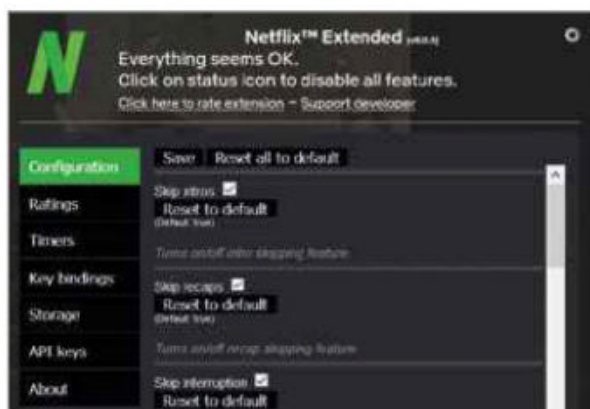 Netflix™ Extended
Everything seems OK.
Click on status icon to disable all features.
Click here to rate extension - Support developer
Save Reset all to default
Configuration
Ratings
Timers
Key bindings
Storage
API keys
About
Skip intros
Reset to default
(Default: true)
Turns on/off intro skipping feature
Skip recaps
Reset to default
(Default: true)
Turns on/off recap skipping feature
Skip interruption
Reset to default